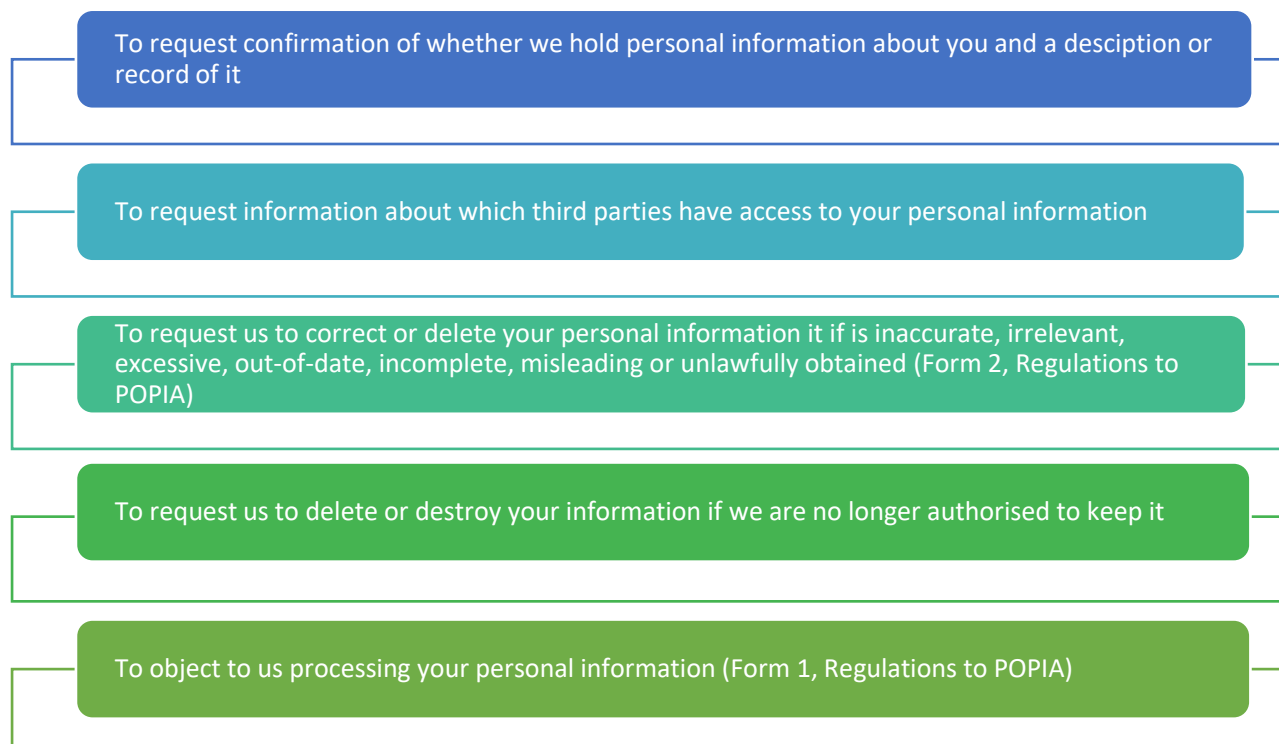 To request confirmation of whether we hold personal information about you and a desciption or
record of it
To request information about which third parties have access to your personal information
To request us to correct or delete your personal information it if is inaccurate, irrelevant,
excessive, out-of-date, incomplete, misleading or unlawfully obtained (Form 2, Regulations to
POPIA)
To request us to delete or destroy your information if we are no longer authorised to keep it
To object to us processing your personal information (Form 1, Regulations to POPIA)